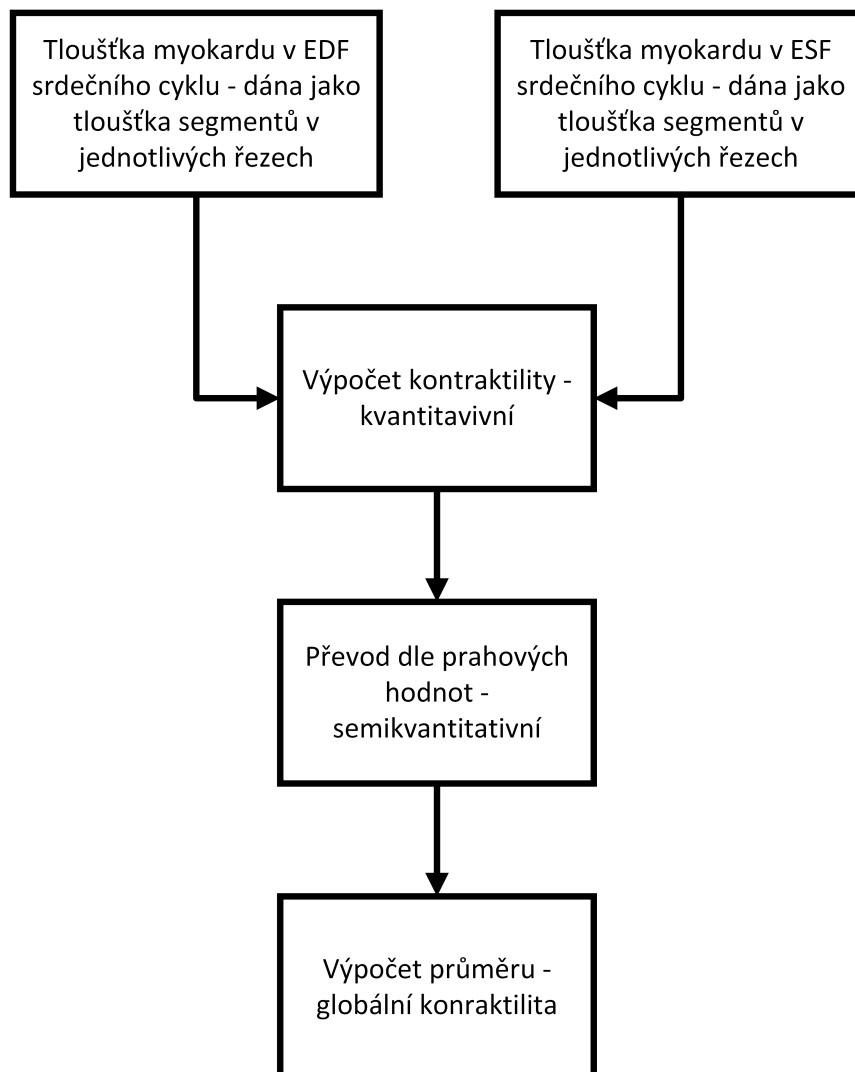 Tloušťka myokardu v EDF
srdečního cyklu - dána jako
tloušťka segmentů v
jednotlivých řezech
Tloušťka myokardu v ESF
srdečního cyklu - dána jako
tloušťka segmentů v
jednotlivých řezech
Výpočet kontraktility -
kvantitavivní
Převod dle prahových
hodnot -
semikvantitativní
Výpočet průměru -
globální konraktilita